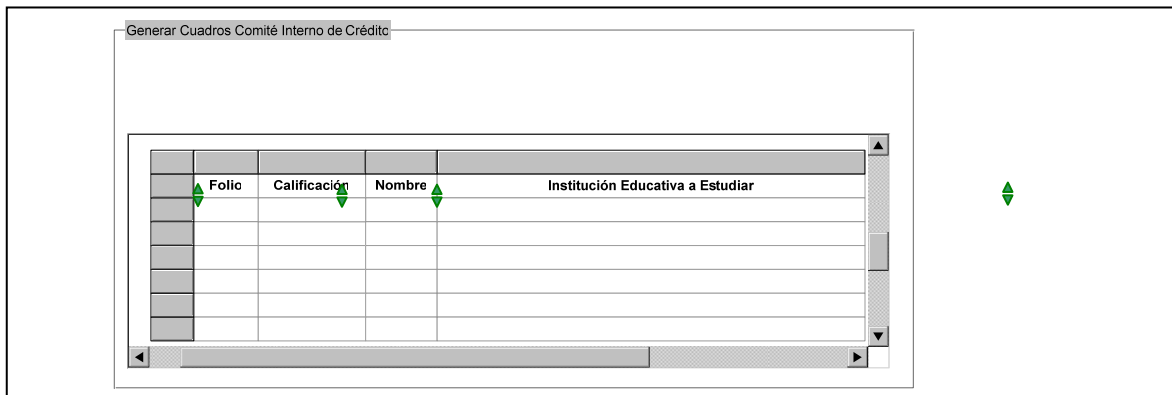 Generar Cuadros Comité Interno de Crédito
Folio Calificación Nombre Institución Educativa a Estudiar